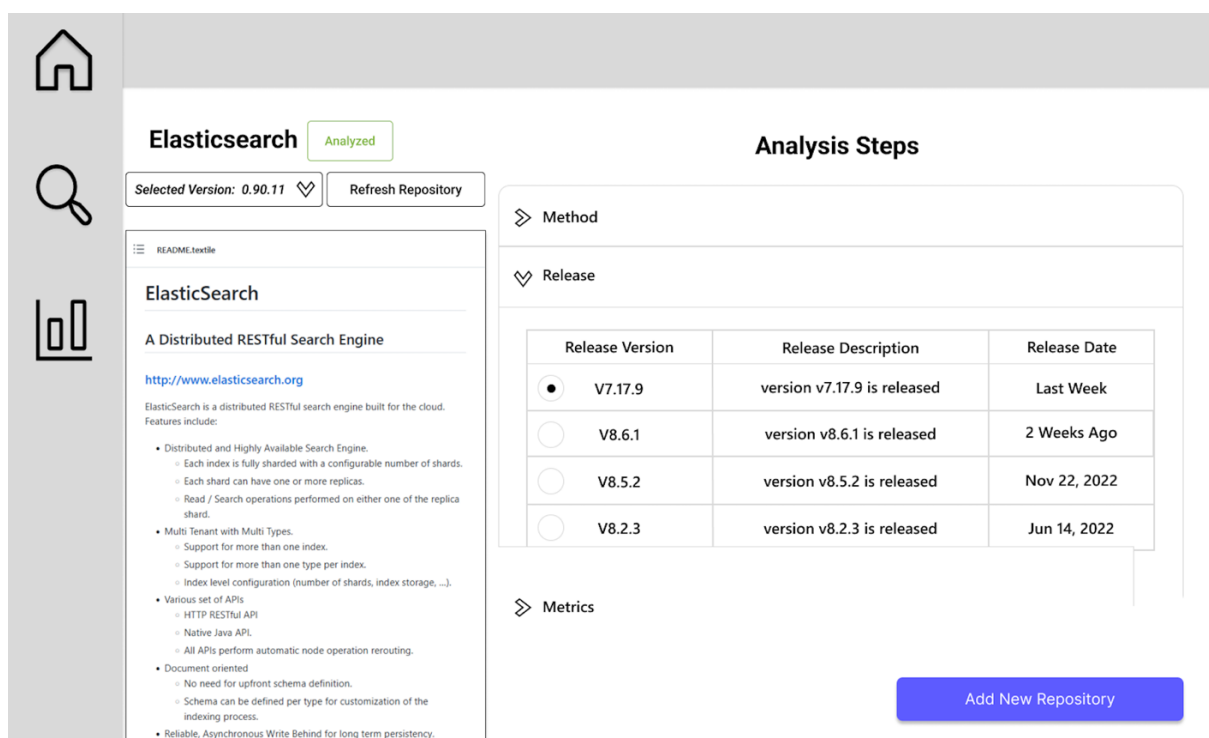 Elasticsearch
Analyzed
Selected Version: 0.90.11
Refresh Repository
README.textile
ElasticSearch
A Distributed RESTful Search Engine
http://www.elasticsearch.org
ElasticSearch is a distributed RESTful search engine built for the cloud.
Features include:
• Distributed and Highly Available Search Engine.
◦ Each index is fully sharded with a configurable number of shards.
◦ Each shard can have one or more replicas.
◦ Read / Search operations performed on either one of the replica
shard.
• Multi Tenant with Multi Types.
◦ Support for more than one index.
◦ Support for more than one type per index.
◦ Index level configuration (number of shards, index storage, ...).
• Various set of APIs
◦ HTTP RESTful API
◦ Native Java API.
◦ All APIs perform automatic node operation rerouting.
• Document oriented
◦ No need for upfront schema definition.
◦ Schema can be defined per type for customization of the
indexing process.
• Reliable, Asynchronous Write Behind for long term persistency.
Analysis Steps
Method
Release
Release Version Release Description Release Date
V7.17.9 version v7.17.9 is released Last Week
V8.6.1 version v8.6.1 is released 2 Weeks Ago
V8.5.2 version v8.5.2 is released Nov 22, 2022
V8.2.3 version v8.2.3 is released Jun 14, 2022
Metrics
Add New Repository